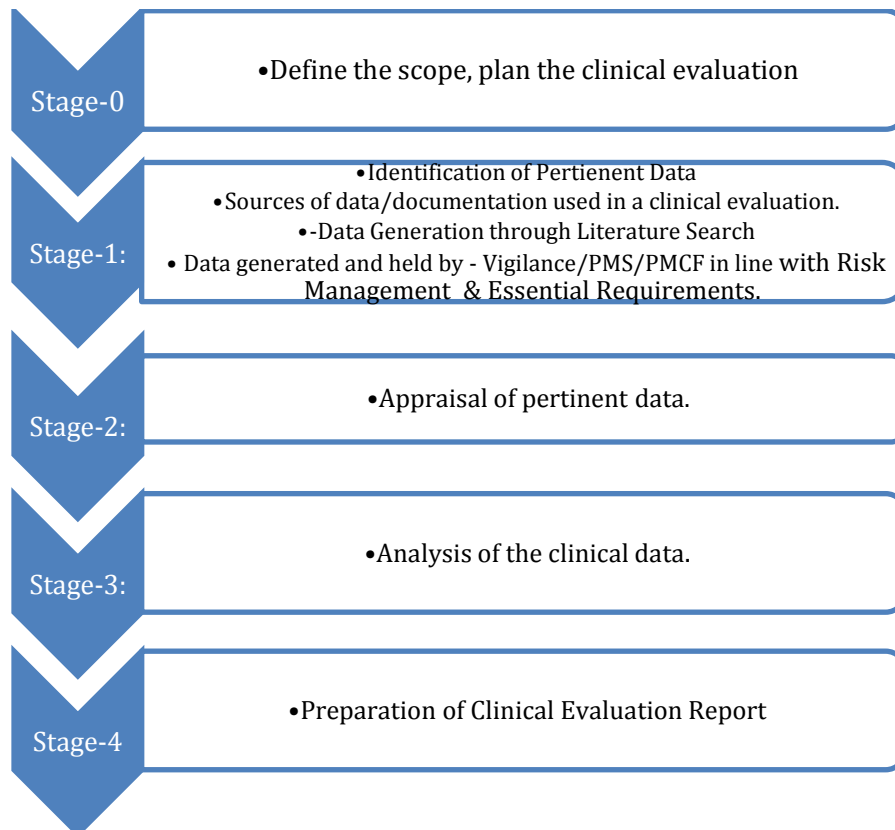 Stage-0
•Define the scope, plan the clinical evaluation
Stage-1:
•Identification of Pertienent Data
•Sources of data/documentation used in a clinical evaluation.
•-Data Generation through Literature Search
• Data generated and held by - Vigilance/PMS/PMCF in line with Risk
Management & Essential Requirements.
Stage-2:
•Appraisal of pertinent data.
Stage-3:
•Analysis of the clinical data.
Stage-4
•Preparation of Clinical Evaluation Report